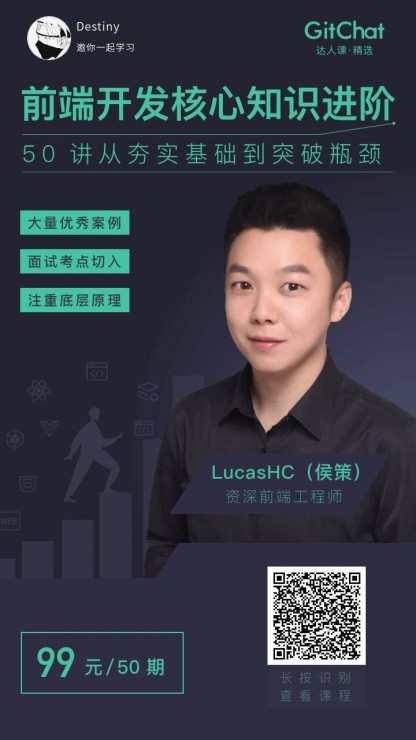 Destiny
邀你一起学习
GitChat
达人课·精选
前端开发核心知识进阶
50 讲从夯实基础到突破瓶颈
大量优秀案例
面试考点切入
注重底层原理
WEB
LucasHC（侯策）
资深前端工程师
99 元/50 期
长按识别
查看课程